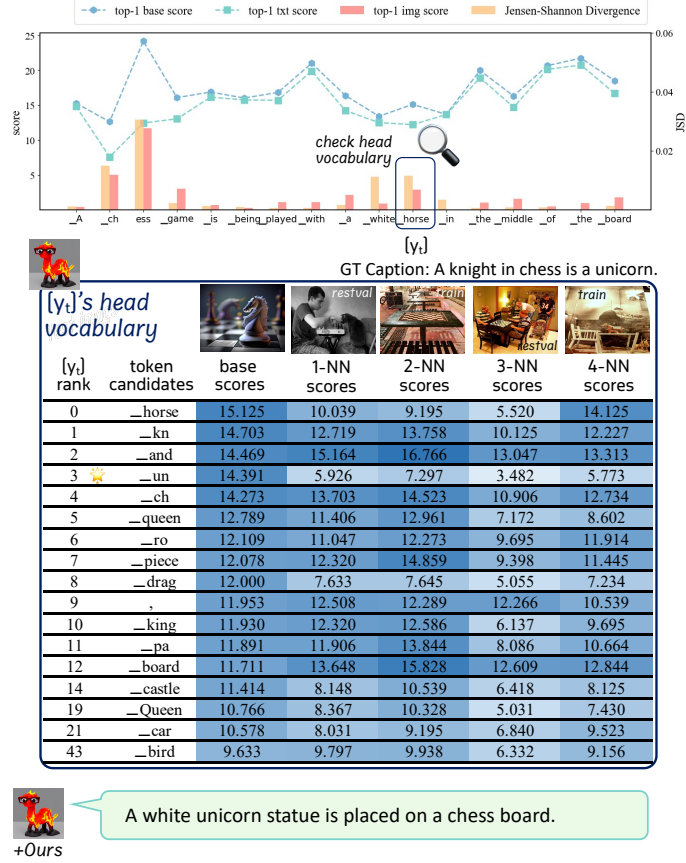 top-1 base score top-1 txt score top-1 img score Jensen-Shannon Divergence
25
20
15
10
5
score
0.06
0.04
0.02
JSD
check head
vocabulary
_A _ch ess _game _is _being _played _with _a _white _horse _in _the _middle _of _the _board
[yt]
GT Caption: A knight in chess is a unicorn.
[yt]'s head
vocabulary
restval
train
restval
train
[yt] token base 1-NN 2-NN 3-NN 4-NN
rank candidates scores scores scores scores scores
0 _horse 15.125 10.039 9.195 5.520 14.125
1 _kn 14.703 12.719 13.758 10.125 12.227
2 _and 14.469 15.164 16.766 13.047 13.313
3 _un 14.391 5.926 7.297 3.482 5.773
4 _ch 14.273 13.703 14.523 10.906 12.734
5 _queen 12.789 11.406 12.961 7.172 8.602
6 _ro 12.109 11.047 12.273 9.695 11.914
7 _piece 12.078 12.320 14.859 9.398 11.445
8 _drag 12.000 7.633 7.645 5.055 7.234
9 , 11.953 12.508 12.289 12.266 10.539
10 _king 11.930 12.320 12.586 6.137 9.695
11 _pa 11.891 11.906 13.844 8.086 10.664
12 _board 11.711 13.648 15.828 12.609 12.844
14 _castle 11.414 8.148 10.539 6.418 8.125
19 _Queen 10.766 8.367 10.328 5.031 7.430
21 _car 10.578 8.031 9.195 6.840 9.523
43 _bird 9.633 9.797 9.938 6.332 9.156
A white unicorn statue is placed on a chess board.
+Ours